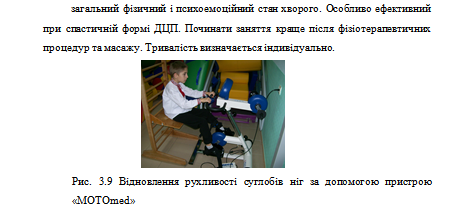 загальний фізичний і психоемоційний стан хворого. Особливо ефективний
при спастичній формі ДЦП. Починати заняття краще після фізіотерапевтичних
процедур та масажу. Тривалість визначається індивідуально.
Рис. 3.9 Відновлення рухливості суглобів ніг за допомогою пристрою
«MOTOmed»